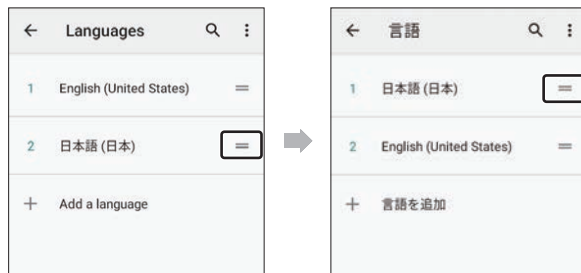 Languages
1 English (United States)
2 日本語 (日本)
Add a language
言語
1 日本語 (日本)
2 English (United States)
言語を追加